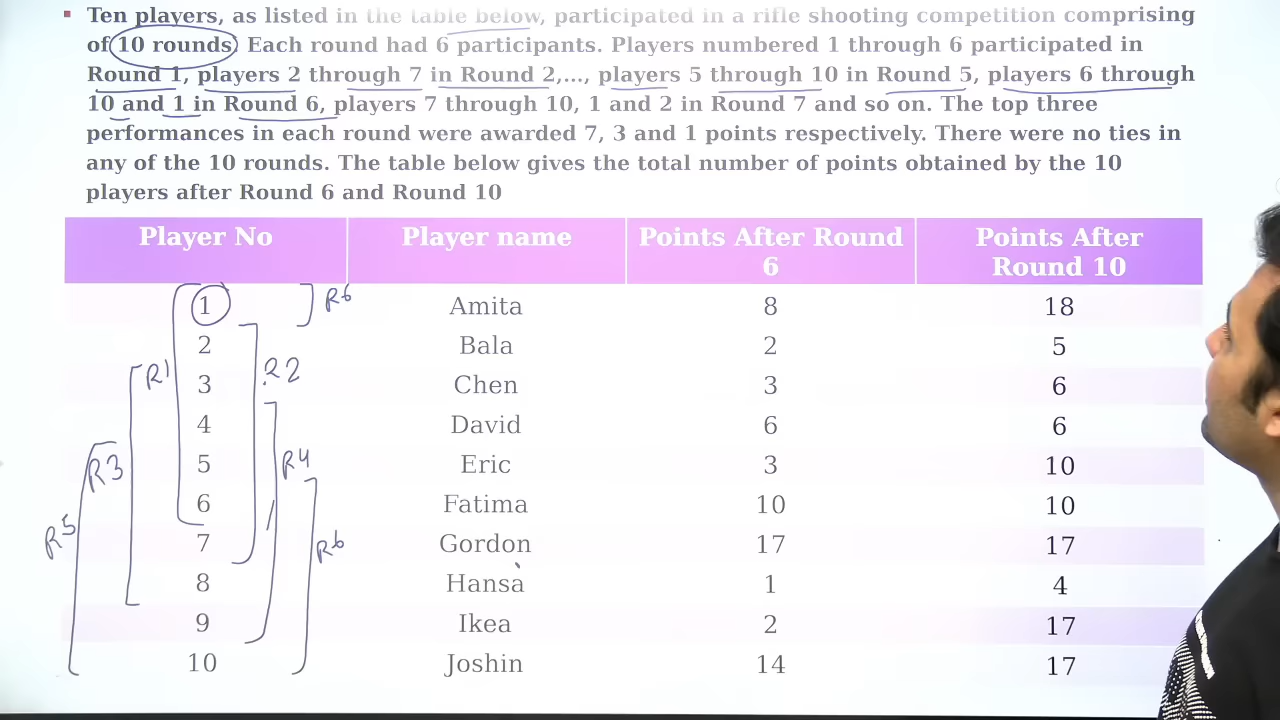 Ten players, as listed in the table below, participated in a rifle shooting competition comprising
of 10 rounds. Each round had 6 participants. Players numbered 1 through 6 participated in
Round 1, players 2 through 7 in Round 2,..., players 5 through 10 in Round 5, players 6 through
10 and 1 in Round 6, players 7 through 10, 1 and 2 in Round 7 and so on. The top three
performances in each round were awarded 7, 3 and 1 points respectively. There were no ties in
any of the 10 rounds. The table below gives the total number of points obtained by the 10
players after Round 6 and Round 10
Player No Player name Points After Round 6 Points After Round 10
1 Amita 8 18
2 Bala 2 5
3 Chen 3 6
4 David 6 6
5 Eric 3 10
6 Fatima 10 10
7 Gordon 17 17
8 Hansa 1 4
9 Ikea 2 17
10 Joshin 14 17
R6
R1
R2
R3
R4
R5
R6